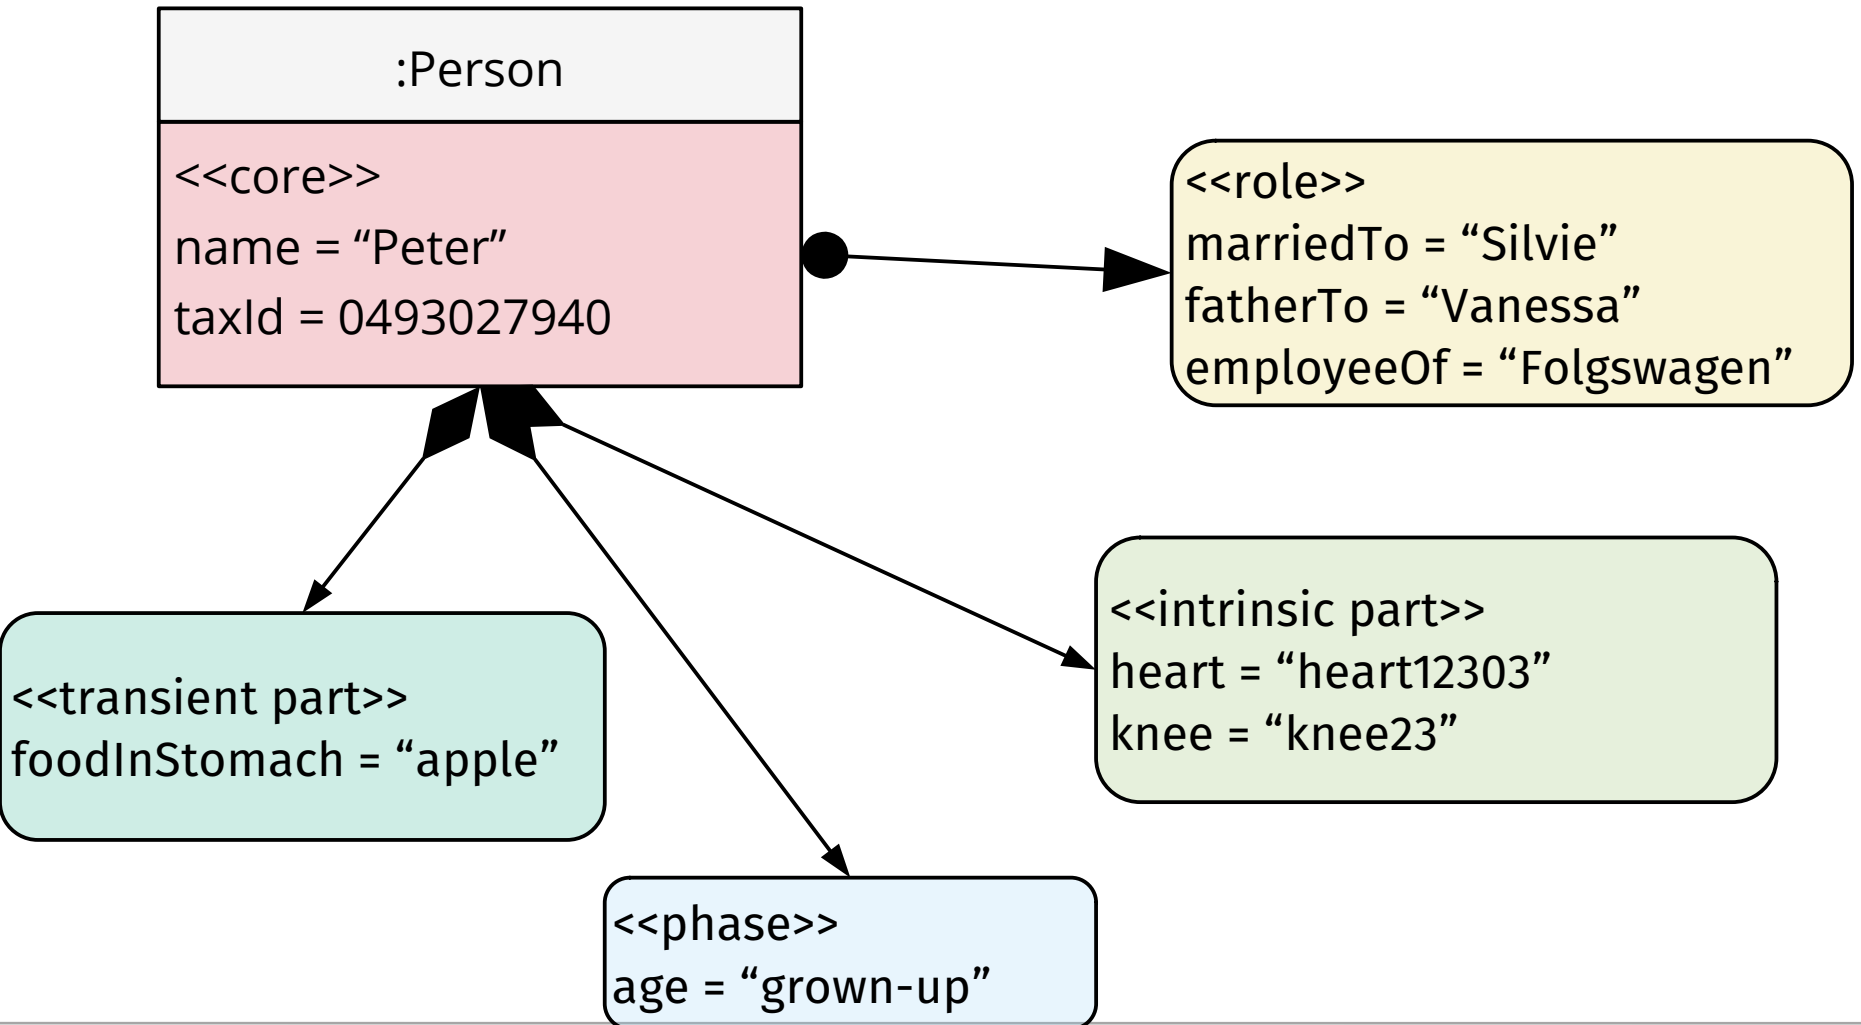 :Person
<<core>>
name = “Peter”
taxId = 0493027940
<<role>>
marriedTo = “Silvie”
fatherTo = “Vanessa”
employeeOf = “Folgswagen”
<<intrinsic part>>
heart = “heart12303”
knee = “knee23”
<<transient part>>
foodInStomach = “apple”
<<phase>>
age = “grown-up”